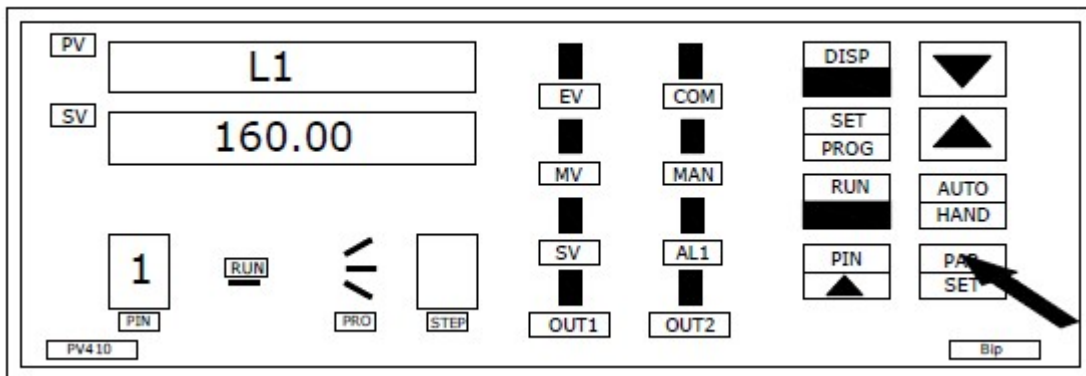 PV
L1
SV
160.00
EV
COM
MV
MAN
SV
AL1
OUT1
OUT2
DISP
SET
PROG
RUN
AUTO
HAND
PIN
SET
1
RUN
PIN
PRO
STEP
PV410
Bip